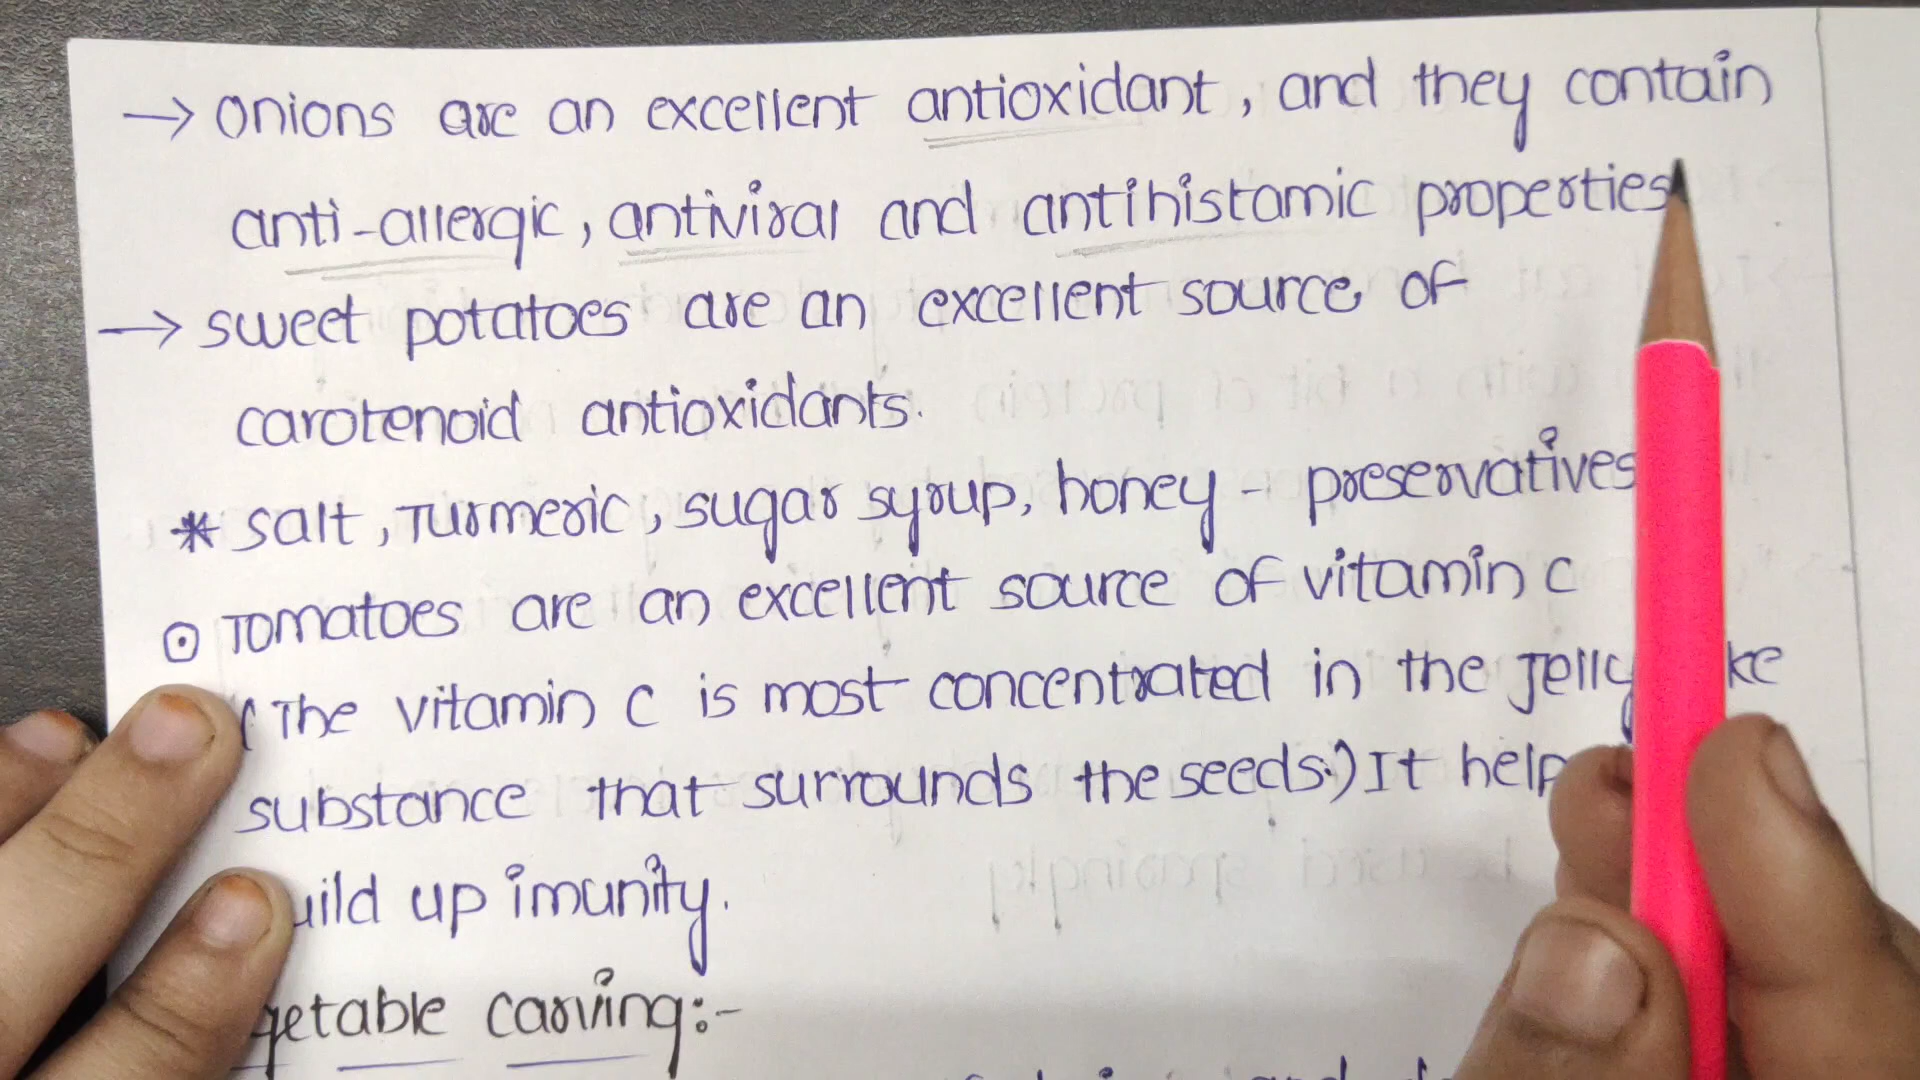 → onions are an excellent antioxidant, and they contain
anti-allergic, antiviral and antihistamic properties
→ sweet potatoes are an excellent source of
carotenoid antioxidants.
* salt, Turmeric, sugar syrup, honey - preservatives
⊙ Tomatoes are an excellent source of vitamin c
(The vitamin c is most concentrated in the Jelly
substance that surrounds the seeds.) It help
uild up imunity.
getable carving:-